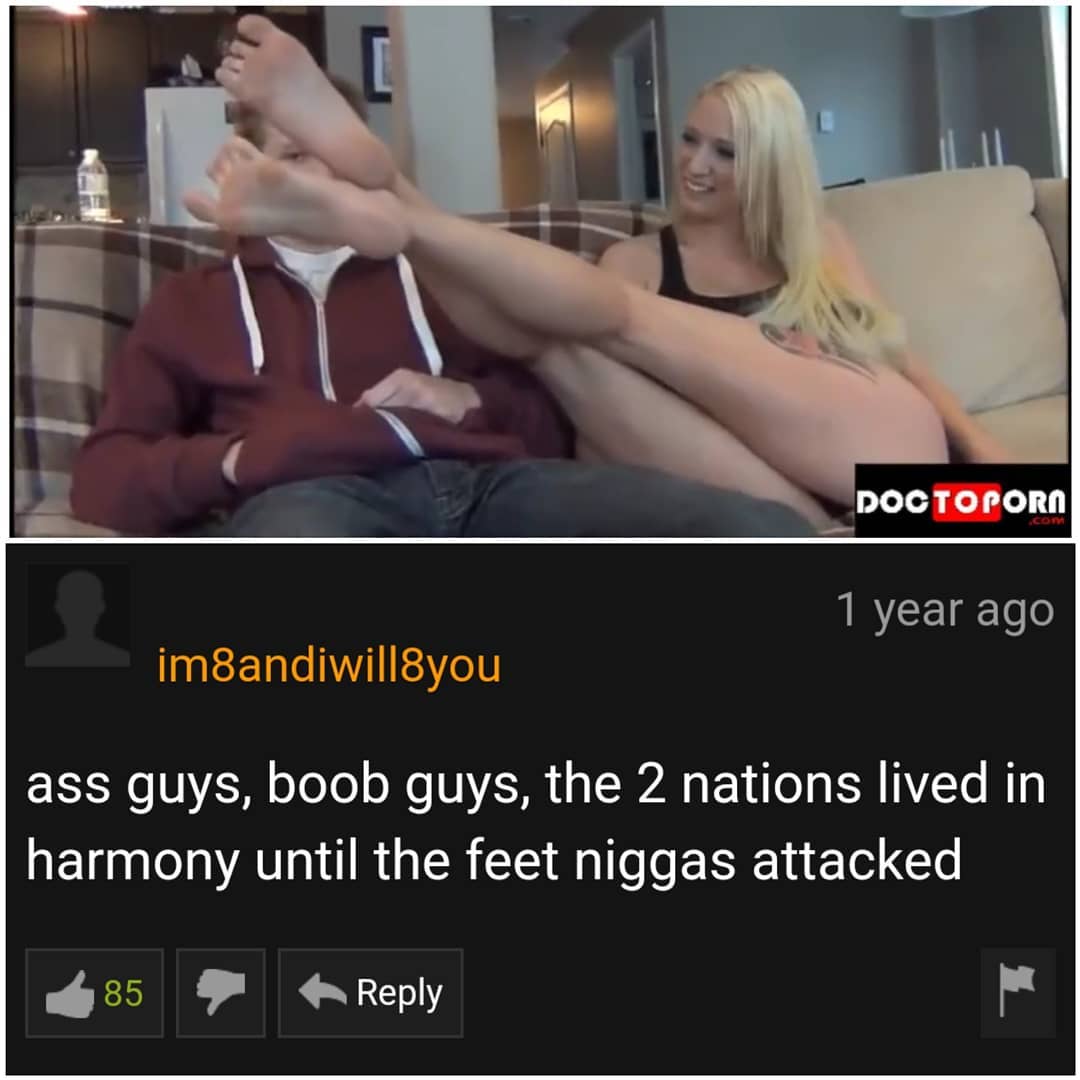 DOCTOPORN
.com
1 year ago
im8andiwill8you
ass guys, boob guys, the 2 nations lived in
harmony until the feet niggas attacked
85
Reply